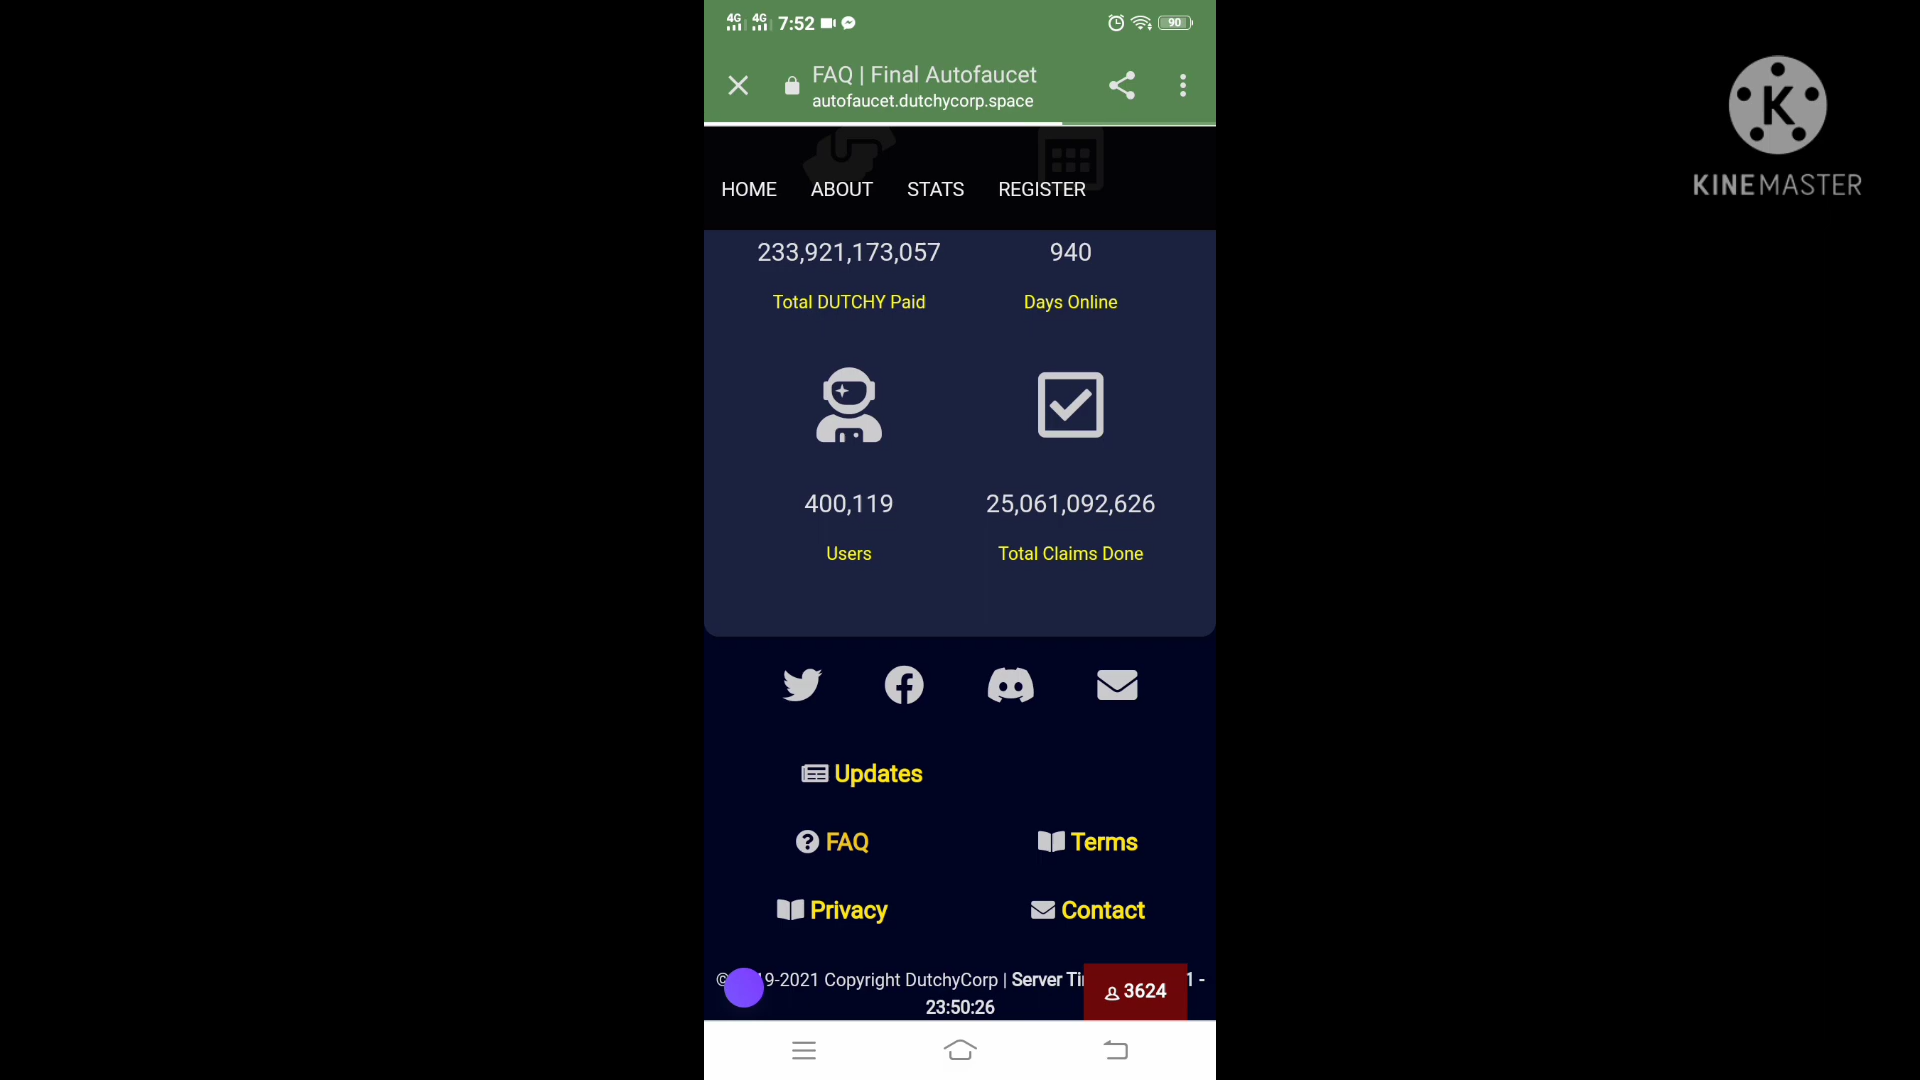 4G 4G 7:52 90
FAQ | Final Autofaucet
autofaucet.dutchycorp.space
HOME ABOUT STATS REGISTER
233,921,173,057 940
Total DUTCHY Paid Days Online
400,119 25,061,092,626
Users Total Claims Done
Updates
FAQ Terms
Privacy Contact
© 19-2021 Copyright DutchyCorp | Server 1 -
23:50:26
3624
K
KINEMASTER